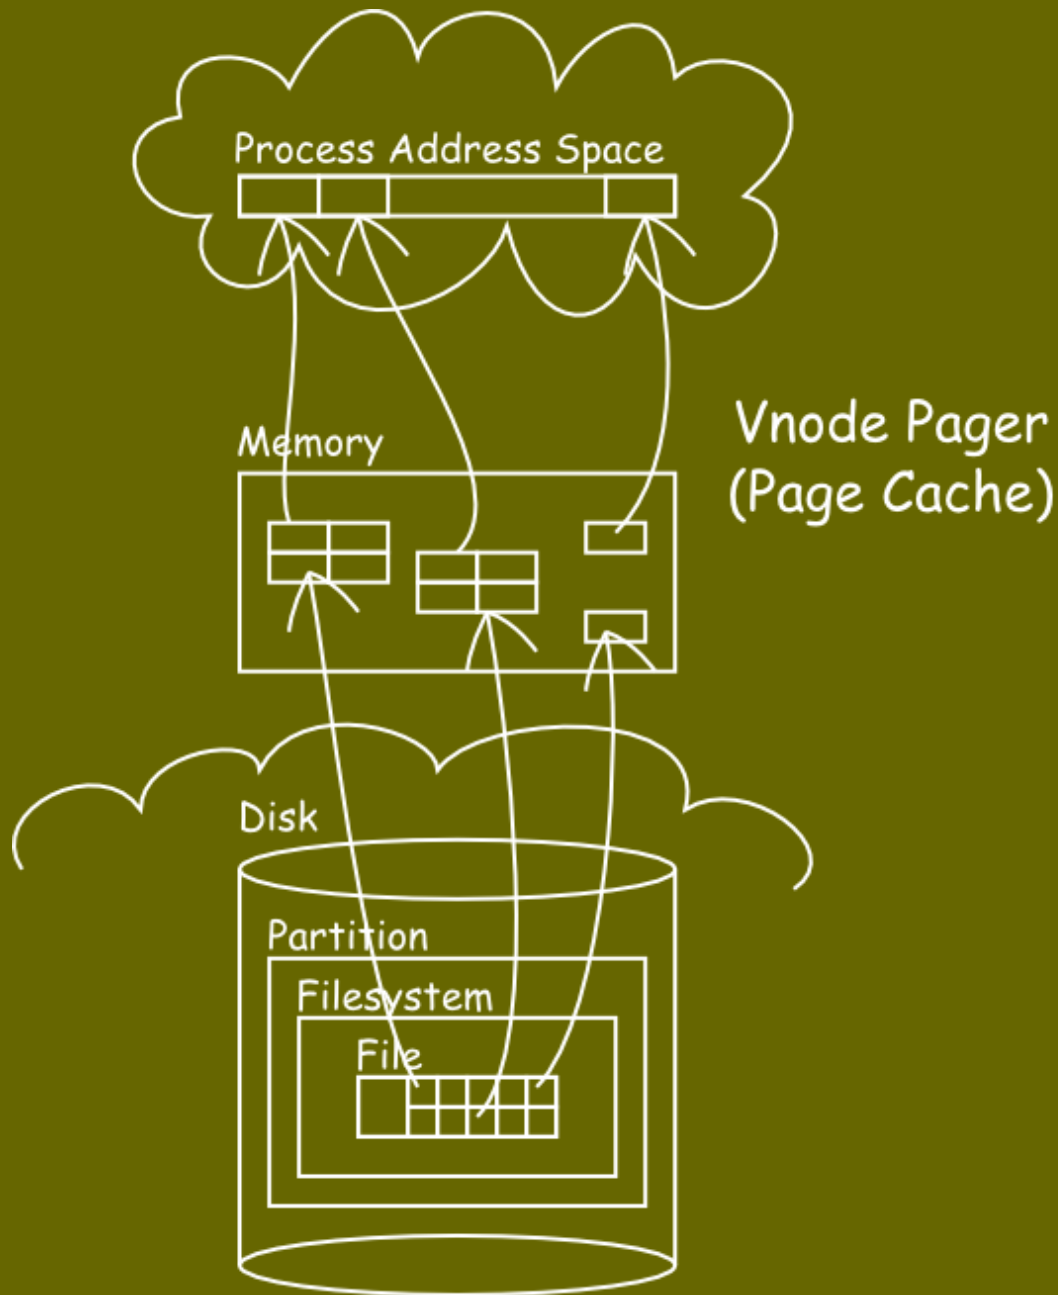 Process Address Space
Memory
Vnode Pager
(Page Cache)
Disk
Partition
Filesystem
File